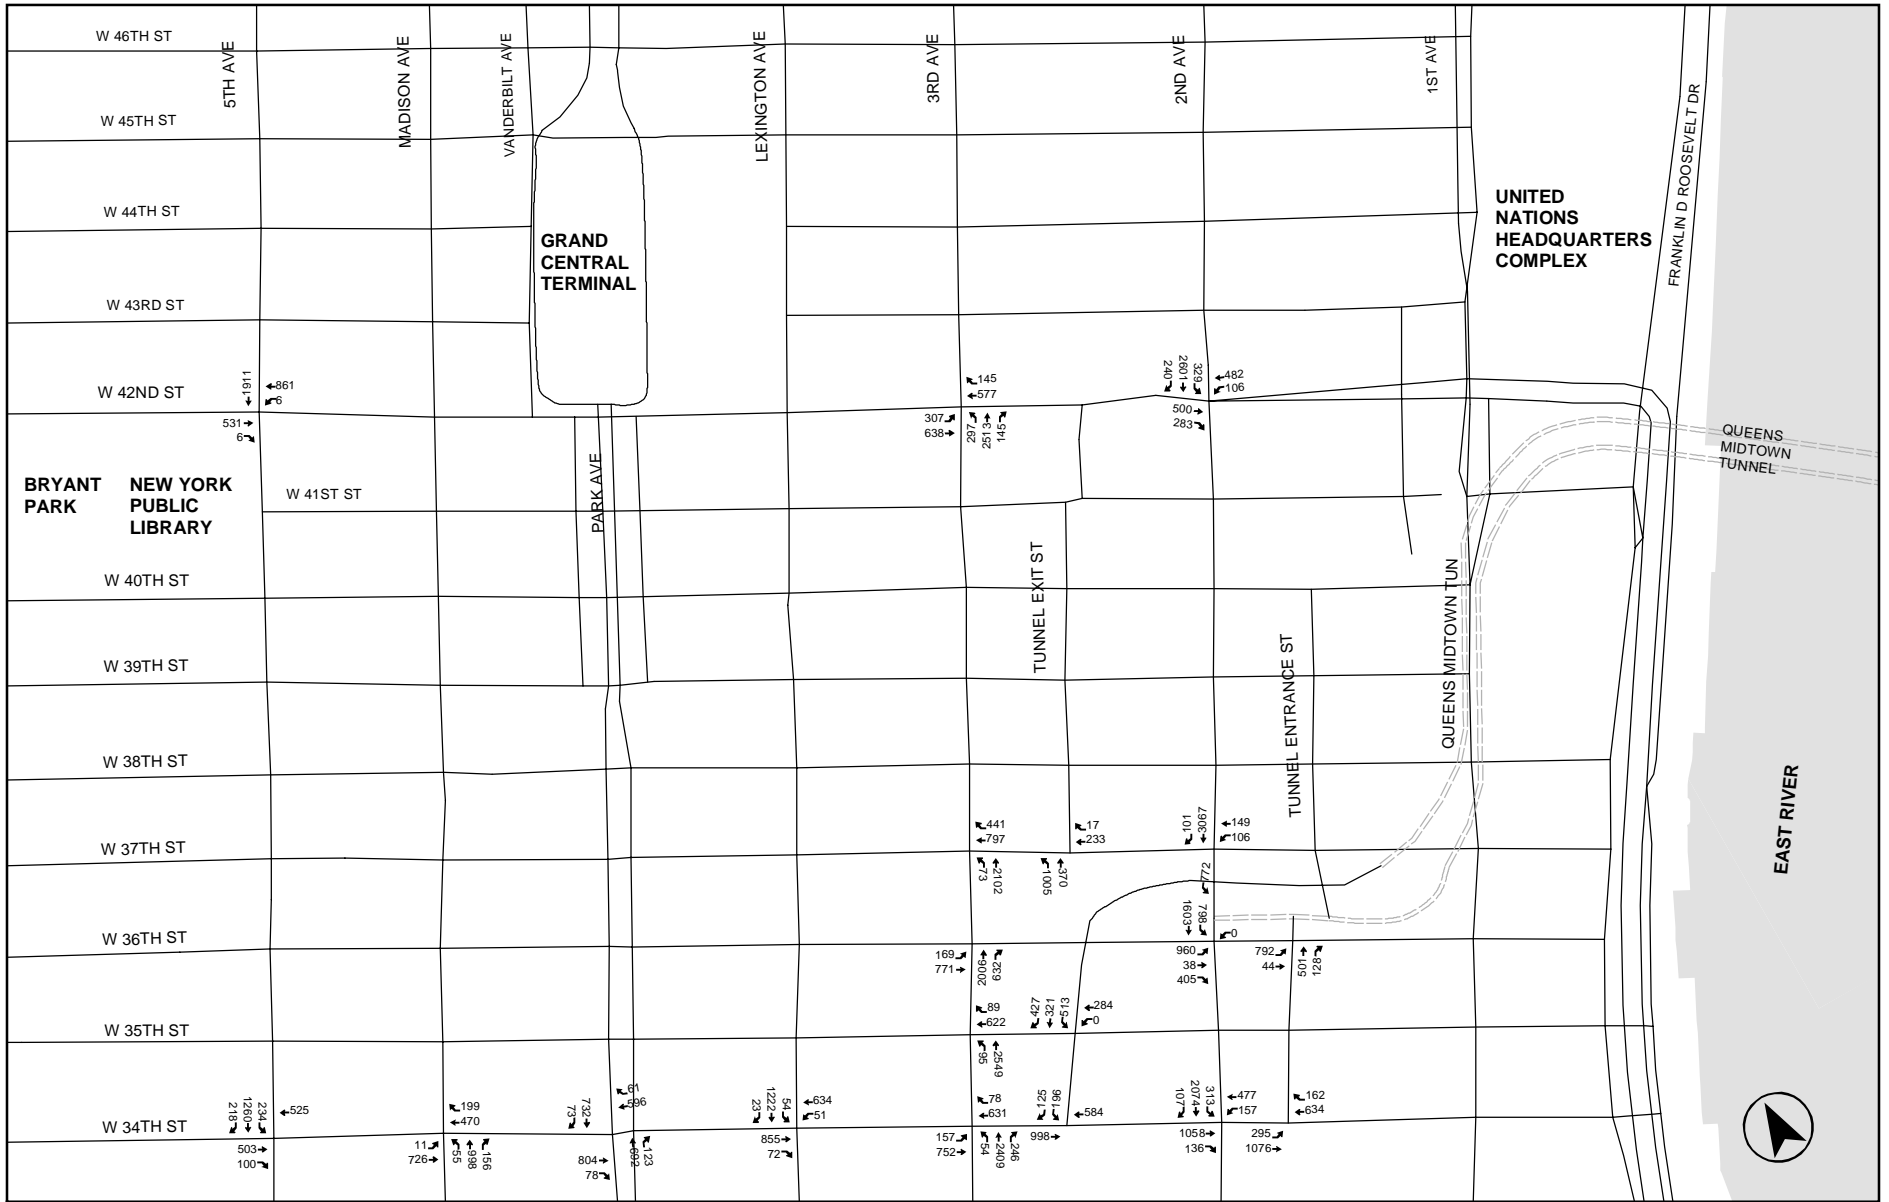 W 46TH ST
5TH AVE
MADISON AVE
VANDERBILT AVE
LEXINGTON AVE
3RD AVE
2ND AVE
1ST AVE
FRANKLIN D ROOSEVELT DR
W 45TH ST
W 44TH ST
UNITED
NATIONS
HEADQUARTERS
COMPLEX
GRAND
CENTRAL
TERMINAL
W 43RD ST
W 42ND ST
1911
861
6
531
6
145
577
307
638
297
2513
145
240
2601
329
482
106
500
283
QUEENS
MIDTOWN
TUNNEL
BRYANT
PARK
NEW YORK
PUBLIC
LIBRARY
W 41ST ST
PARK AVE
W 40TH ST
TUNNEL EXIT ST
QUEENS MIDTOWN TUN
W 39TH ST
TUNNEL ENTRANCE ST
W 38TH ST
EAST RIVER
W 37TH ST
441
797
73
2102
17
233
1005
370
101
3067
149
106
772
W 36TH ST
169
771
2006
632
1603
798
0
960
38
405
792
44
501
128
W 35TH ST
89
622
95
2549
427
321
513
284
0
W 34TH ST
218
1260
234
525
503
100
199
470
11
726
55
998
156
73
732
61
596
804
78
692
123
23
1222
54
634
51
855
72
78
631
157
752
54
2409
246
125
196
584
998
107
2074
313
477
157
1058
136
162
634
295
1076